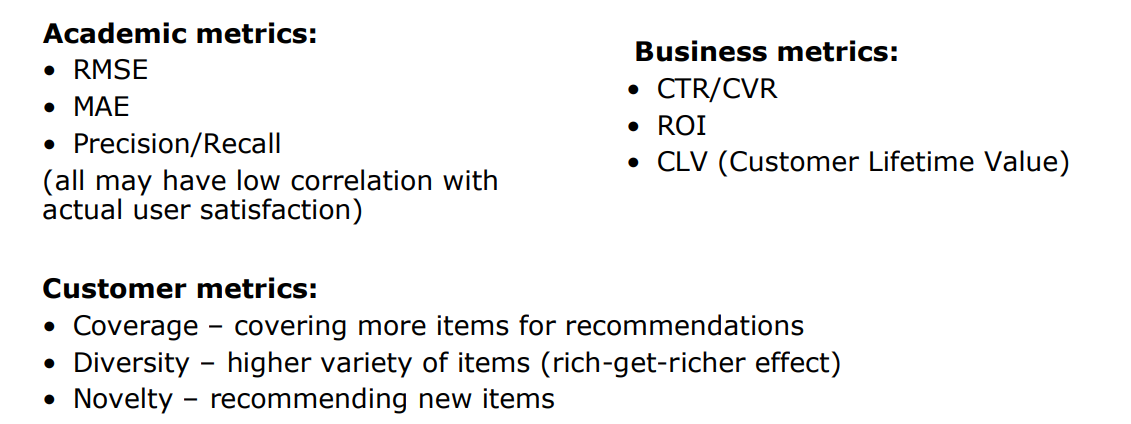 Academic metrics:
• RMSE
• MAE
• Precision/Recall
(all may have low correlation with
actual user satisfaction)
Business metrics:
• CTR/CVR
• ROI
• CLV (Customer Lifetime Value)
Customer metrics:
• Coverage – covering more items for recommendations
• Diversity – higher variety of items (rich-get-richer effect)
• Novelty – recommending new items